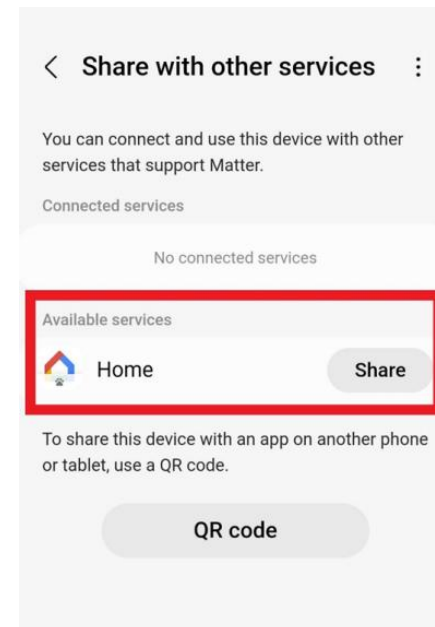 Share with other services
You can connect and use this device with other
services that support Matter.
Connected services
No connected services
Available services
Home
Share
To share this device with an app on another phone
or tablet, use a QR code.
QR code